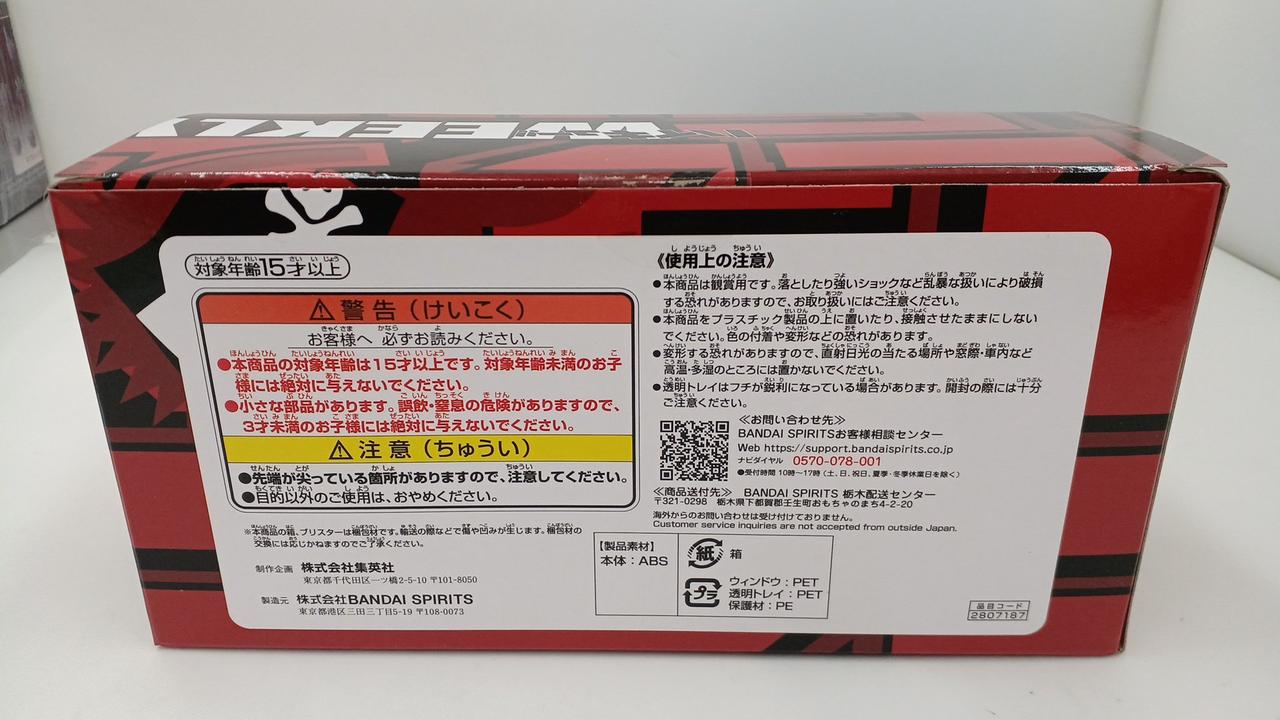 WEEKLY
対象年齢15才以上
⚠警告(けいこく)
お客様へ 必ずお読みください。
●本商品の対象年齢は15才以上です。対象年齢未満のお子
様には絶対に与えないでください。
●小さな部品があります。誤飲・窒息の危険がありますので、
3才未満のお子様には絶対に与えないでください。
⚠注意(ちゅうい)
●先端が尖っている箇所がありますので、注意してください。
●目的以外のご使用は、おやめください。
※本商品の箱、ブリスターは梱包材です。輸送の際などで傷や凹みが生じます。梱包材の
交換には応じかねますのでご了承ください。
制作企画 株式会社集英社
東京都千代田区一ツ橋2-5-10 〒101-8050
製造元 株式会社BANDAI SPIRITS
東京都港区三田三丁目5-19 〒108-0073
《使用上の注意》
●本商品は観賞用です。落としたり強いショックなど乱暴な扱いにより破損
する恐れがありますので、お取り扱いにはご注意ください。
●本商品をプラスチック製品の上に置いたり、接触させたままにしない
でください。色の付着や変形などの恐れがあります。
●変形する恐れがありますので、直射日光の当たる場所や窓際・車内など
高温・多湿のところには置かないでください。
●透明トレイはフチが鋭利になっている場合があります。開封の際には十分
ご注意ください。
≪お問い合わせ先≫
BANDAI SPIRITSお客様相談センター
Web https://support.bandaispirits.co.jp
ナビダイヤル 0570-078-001
●受付時間 10時〜17時(土、日、祝日、夏季・冬季休業日を除く)
≪商品送付先≫ BANDAI SPIRITS 栃木配送センター
〒321-0298 栃木県下都賀郡壬生町おもちゃのまち4-2-20
海外からのお問い合わせは受け付けておりません。
Customer service inquiries are not accepted from outside Japan.
【製品素材】
本体:ABS
紙 箱
プラ
ウィンドウ:PET
透明トレイ:PET
保護材:PE
品目コード
2807187